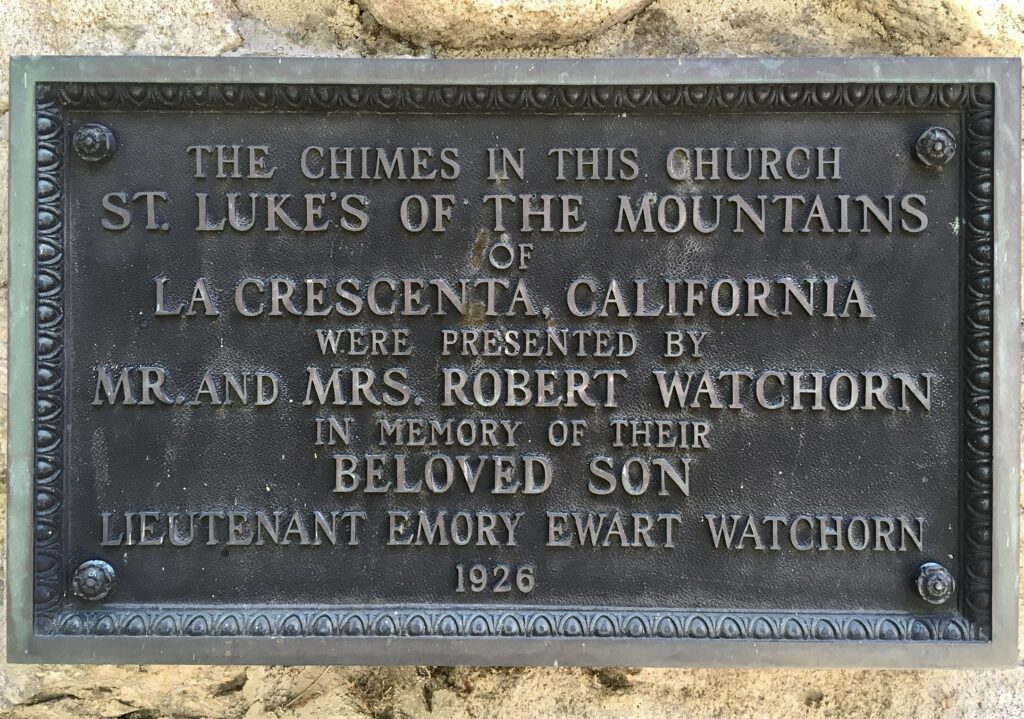 THE CHIMES IN THIS CHURCH
ST. LUKE'S OF THE MOUNTAINS
OF
LA CRESCENTA, CALIFORNIA
WERE PRESENTED BY
MR. AND MRS. ROBERT WATCHORN
IN MEMORY OF THEIR
BELOVED SON
LIEUTENANT EMORY EWART WATCHORN
1926